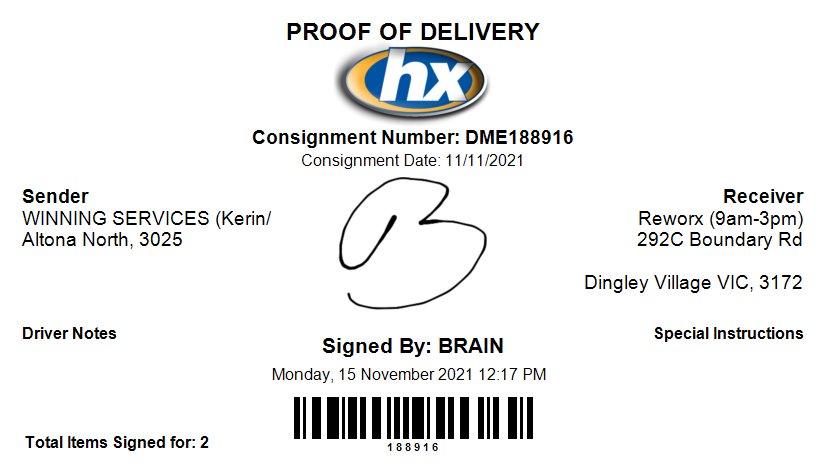 PROOF OF DELIVERY
hx
Consignment Number: DME188916
Consignment Date: 11/11/2021
Sender
WINNING SERVICES (Kerin/
Altona North, 3025
Receiver
Reworx (9am-3pm)
292C Boundary Rd
Dingley Village VIC, 3172
B
Driver Notes
Special Instructions
Signed By: BRAIN
Monday, 15 November 2021 12:17 PM
188916
Total Items Signed for: 2